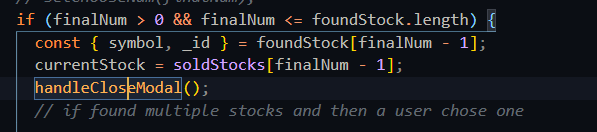 if (finalNum > 0 && finalNum <= foundStock.length) {
const { symbol, _id } = foundStock[finalNum - 1];
currentStock = soldStocks[finalNum - 1];
handleCloseModal();
// if found multiple stocks and then a user chose one